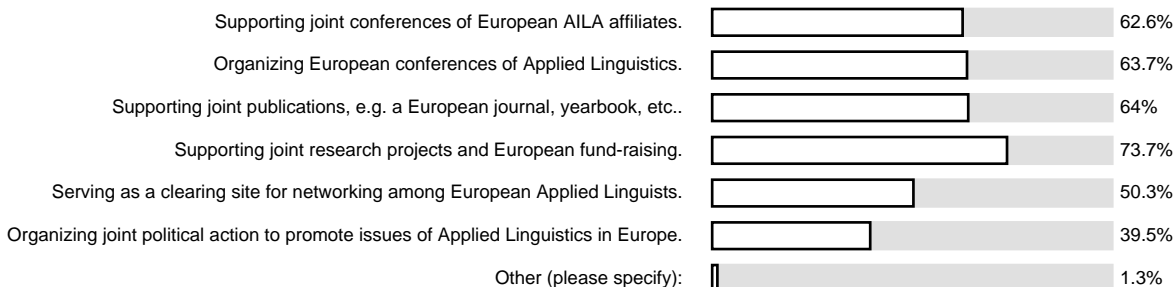 Supporting joint conferences of European AILA affiliates. 62.6%
Organizing European conferences of Applied Linguistics. 63.7%
Supporting joint publications, e.g. a European journal, yearbook, etc.. 64%
Supporting joint research projects and European fund-raising. 73.7%
Serving as a clearing site for networking among European Applied Linguists. 50.3%
Organizing joint political action to promote issues of Applied Linguistics in Europe. 39.5%
Other (please specify): 1.3%